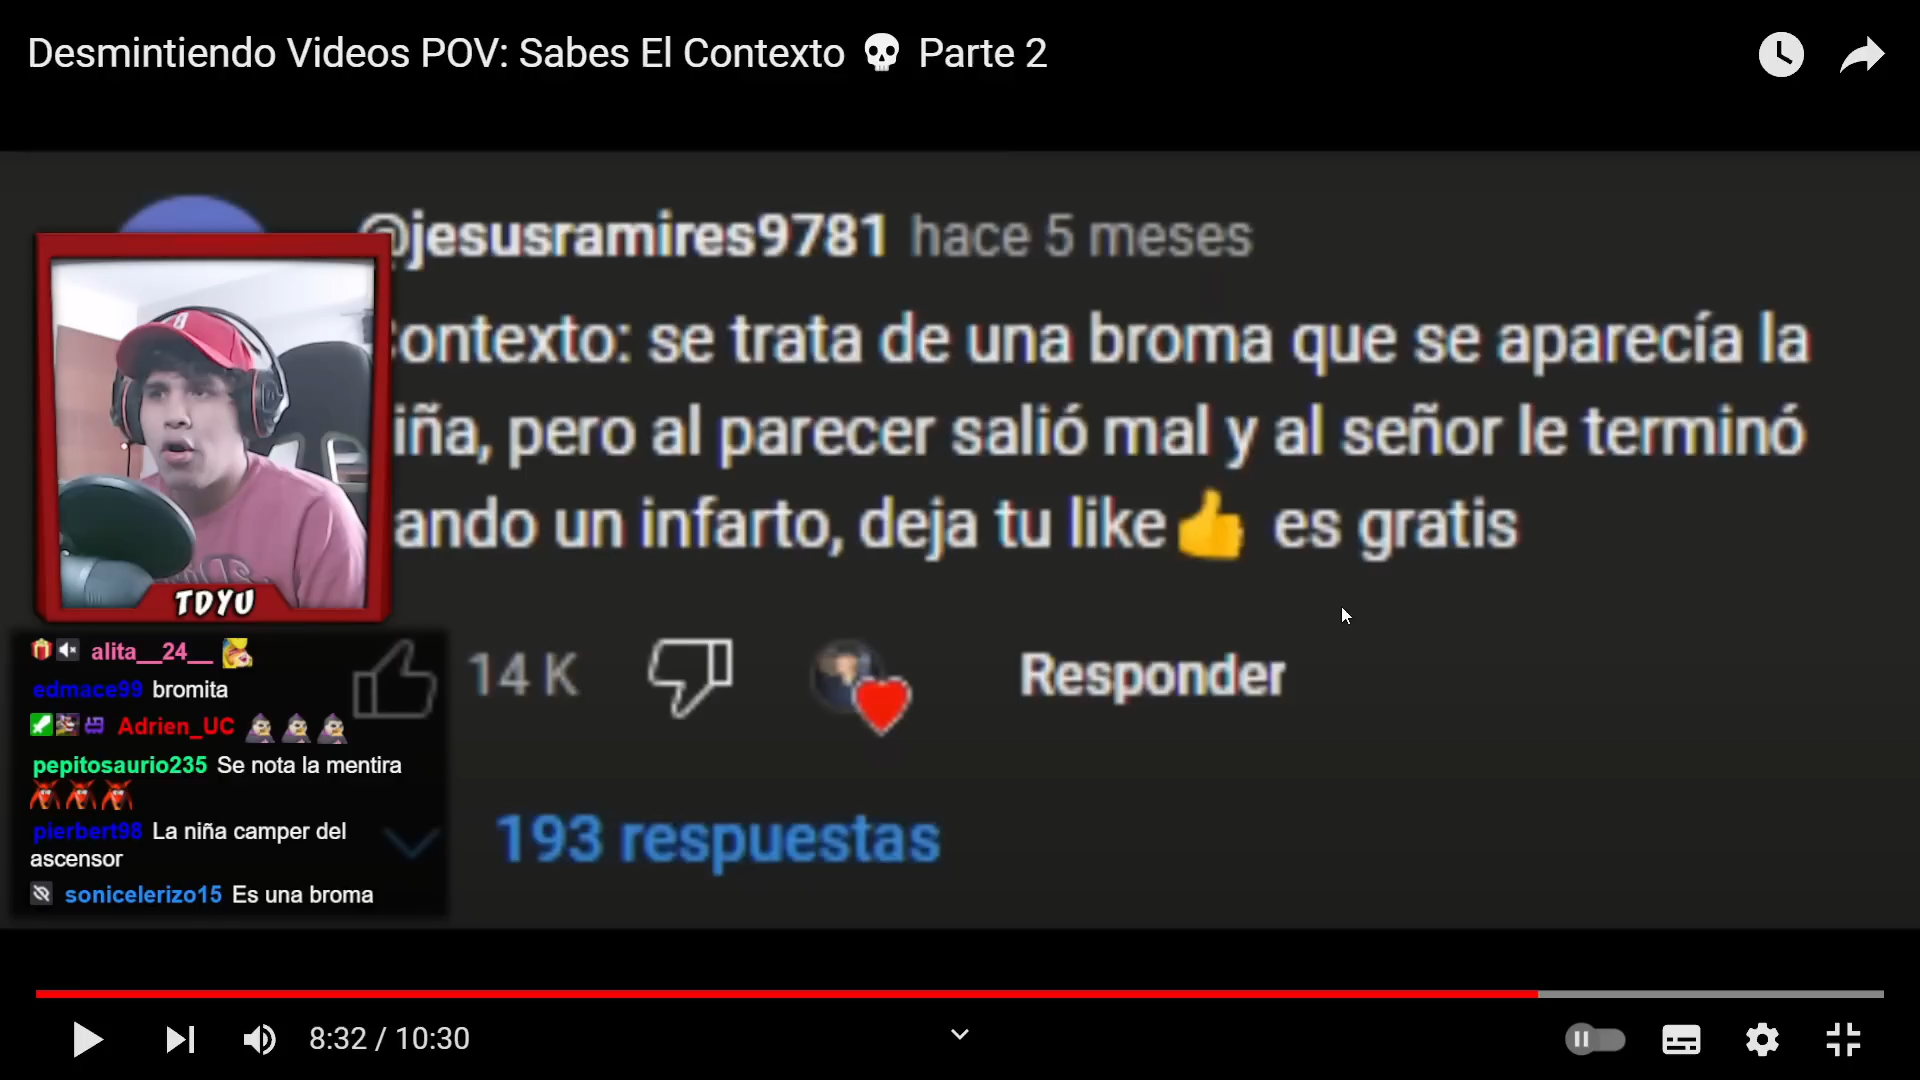 Desmintiendo Videos POV: Sabes El Contexto 💀 Parte 2
@jesusramires9781 hace 5 meses
ontexto: se trata de una broma que se aparecía la
iña, pero al parecer salió mal y al señor le terminó
ando un infarto, deja tu like👍 es gratis
TDYU
14 K
Responder
193 respuestas
alita__24__
edmace99 bromita
Adrien_UC
pepitosaurio235 Se nota la mentira
pierbert98 La niña camper del
ascensor
sonicelerizo15 Es una broma
8:32 / 10:30